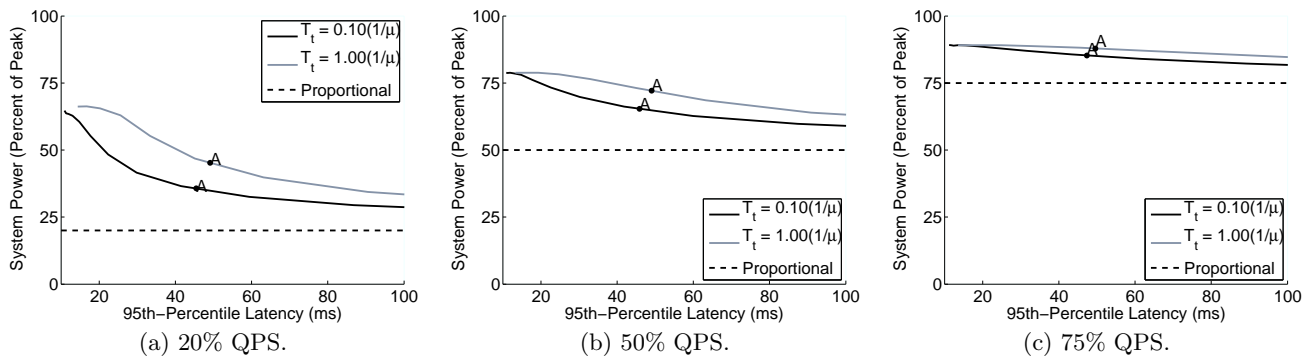 System Power (Percent of Peak)
100
75
50
25
0
20 40 60 80 100
95th−Percentile Latency (ms)
T_t = 0.10(1/μ)
T_t = 1.00(1/μ)
Proportional
A
A
(a) 20% QPS.
System Power (Percent of Peak)
100
75
50
25
0
20 40 60 80 100
95th−Percentile Latency (ms)
A
A
T_t = 0.10(1/μ)
T_t = 1.00(1/μ)
Proportional
(b) 50% QPS.
System Power (Percent of Peak)
100
75
50
25
0
20 40 60 80 100
95th−Percentile Latency (ms)
A
A
T_t = 0.10(1/μ)
T_t = 1.00(1/μ)
Proportional
(c) 75% QPS.